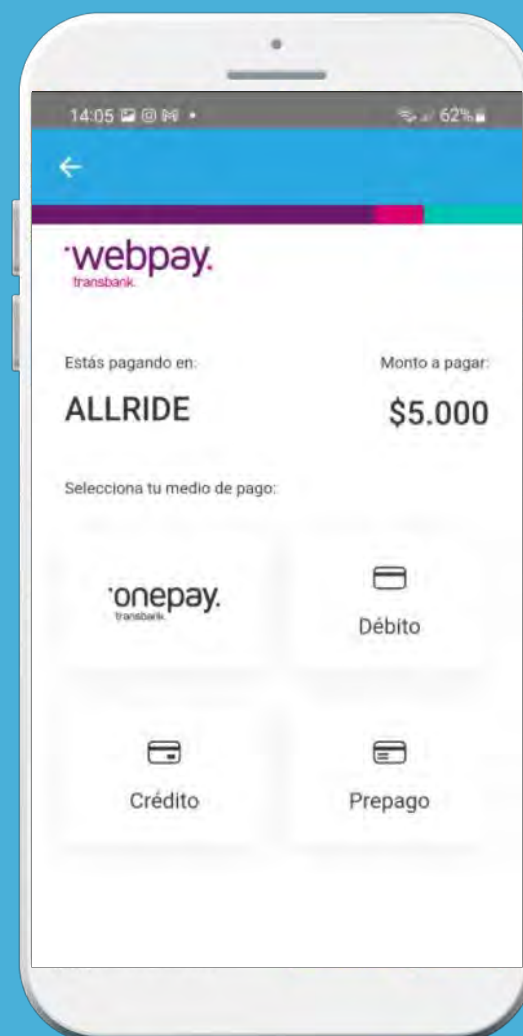 14:05
62%
webpay.
transbank.
Estás pagando en:
Monto a pagar:
ALLRIDE
$5.000
Selecciona tu medio de pago:
onepay.
transbank.
Débito
Crédito
Prepago